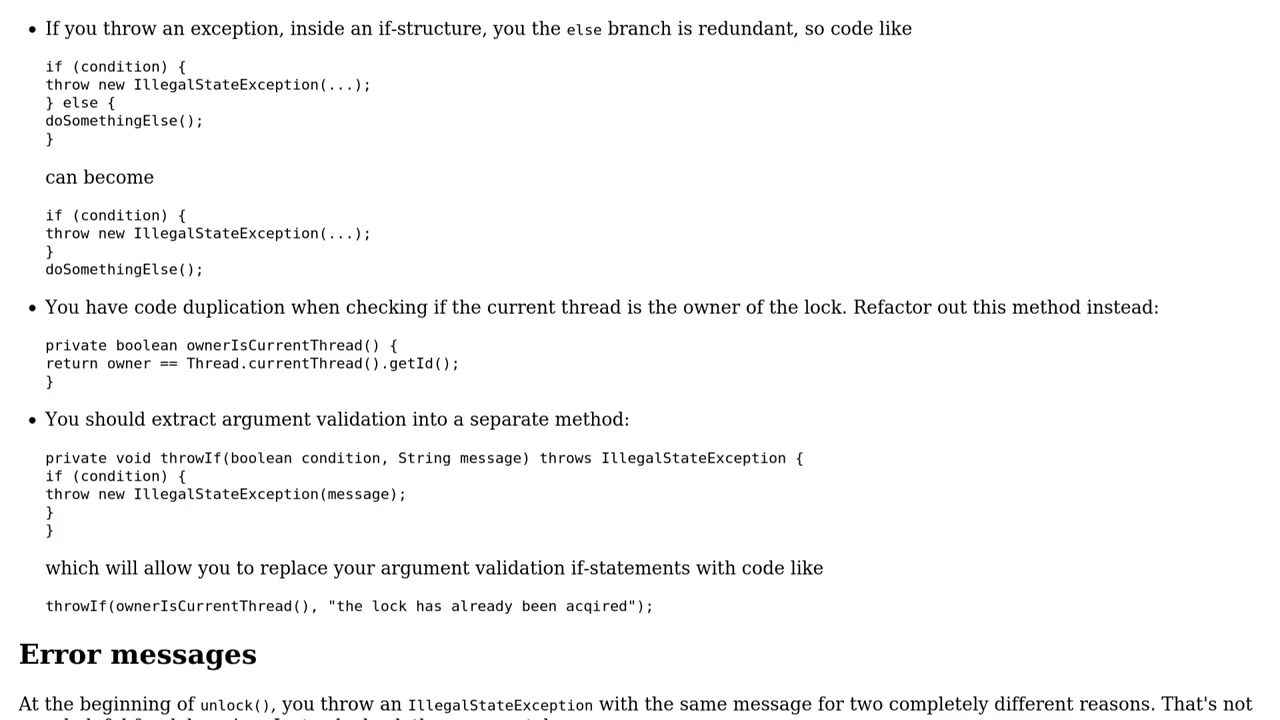 • If you throw an exception, inside an if-structure, you the else branch is redundant, so code like
if (condition) {
throw new IllegalStateException(...);
} else {
doSomethingElse();
}
can become
if (condition) {
throw new IllegalStateException(...);
}
doSomethingElse();
• You have code duplication when checking if the current thread is the owner of the lock. Refactor out this method instead:
private boolean ownerIsCurrentThread() {
return owner == Thread.currentThread().getId();
}
• You should extract argument validation into a separate method:
private void throwIf(boolean condition, String message) throws IllegalStateException {
if (condition) {
throw new IllegalStateException(message);
}
}
which will allow you to replace your argument validation if-statements with code like
throwIf(ownerIsCurrentThread(), "the lock has already been acqired");
Error messages
At the beginning of unlock(), you throw an IllegalStateException with the same message for two completely different reasons. That's not